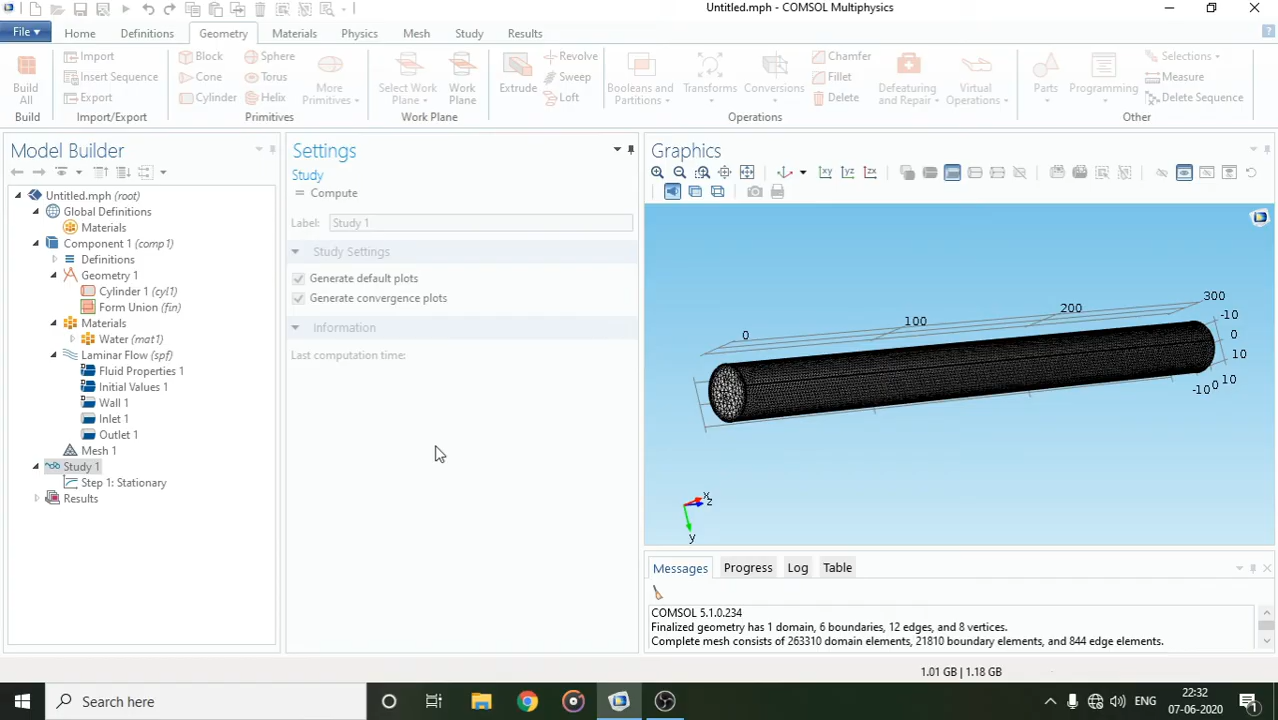 Untitled.mph - COMSOL Multiphysics
File Home Definitions Geometry Materials Physics Mesh Study Results
Build All
Build
Import
Insert Sequence
Export
Import/Export
Block
Cone
Cylinder
Sphere
Torus
Helix
More Primitives
Primitives
Select Work Plane
Work Plane
Work Plane
Extrude
Revolve
Sweep
Loft
Booleans and Partitions
Transforms
Conversions
Chamfer
Fillet
Delete
Defeaturing and Repair
Virtual Operations
Operations
Parts
Programming
Selections
Measure
Delete Sequence
Other
Model Builder
Untitled.mph (root)
Global Definitions
Materials
Component 1 (comp1)
Definitions
Geometry 1
Cylinder 1 (cyl1)
Form Union (fin)
Materials
Water (mat1)
Laminar Flow (spf)
Fluid Properties 1
Initial Values 1
Wall 1
Inlet 1
Outlet 1
Mesh 1
Study 1
Step 1: Stationary
Results
Settings
Study
= Compute
Label: Study 1
Study Settings
Generate default plots
Generate convergence plots
Information
Last computation time:
Graphics
xy yz zx
0 100 200 300
-10
0
10
-10 0 10
x
z
y
Messages Progress Log Table
COMSOL 5.1.0.234
Finalized geometry has 1 domain, 6 boundaries, 12 edges, and 8 vertices.
Complete mesh consists of 263310 domain elements, 21810 boundary elements, and 844 edge elements.
1.01 GB | 1.18 GB
Search here
ENG
22:32
07-06-2020
1